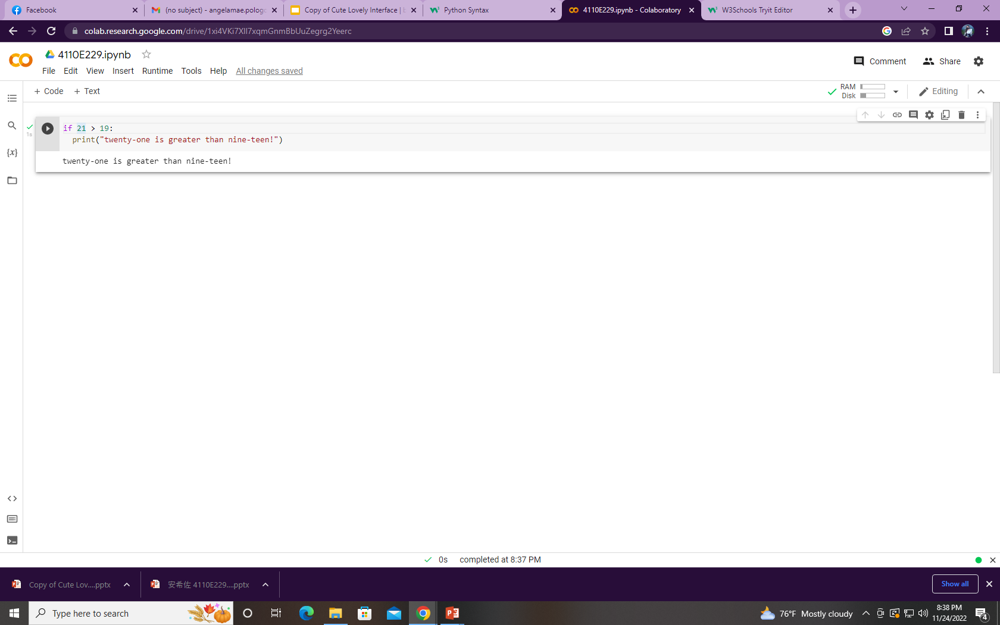 Facebook
(no subject) - angelamae.pologo
Copy of Cute Lovely Interface | b
Python Syntax
4110E229.ipynb - Colaboratory
W3Schools Tryit Editor
colab.research.google.com/drive/1xi4VKi7XIl7xqmGnmBbUuZegrg2Yeerc
4110E229.ipynb
Comment
Share
File Edit View Insert Runtime Tools Help All changes saved
+ Code + Text
RAM
Disk
Editing
{x}
1s
if 21 > 19:
print("twenty-one is greater than nine-teen!")
twenty-one is greater than nine-teen!
0s completed at 8:37 PM
Copy of Cute Lov....pptx
安希佐 4110E229....pptx
Show all
Type here to search
76°F Mostly cloudy
8:38 PM
11/24/2022
4